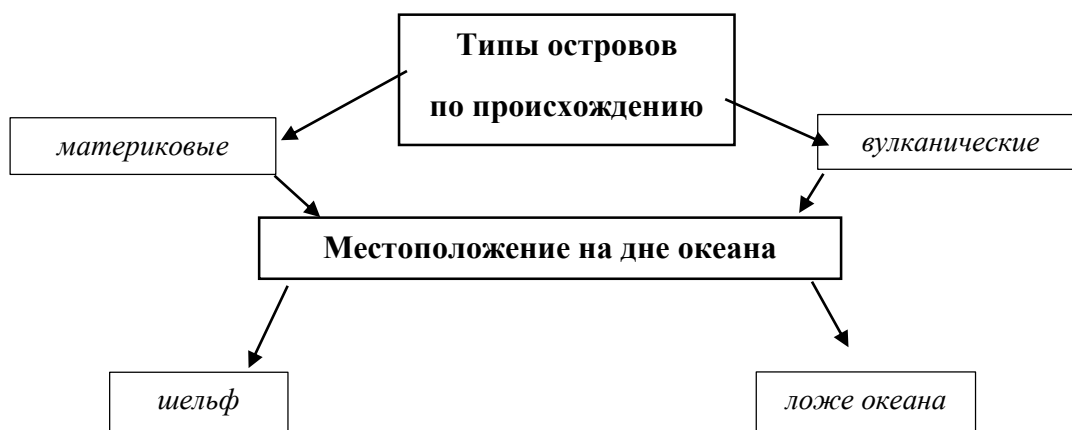 Типы островов
по происхождению
материковые
вулканические
Местоположение на дне океана
шельф
ложе океана